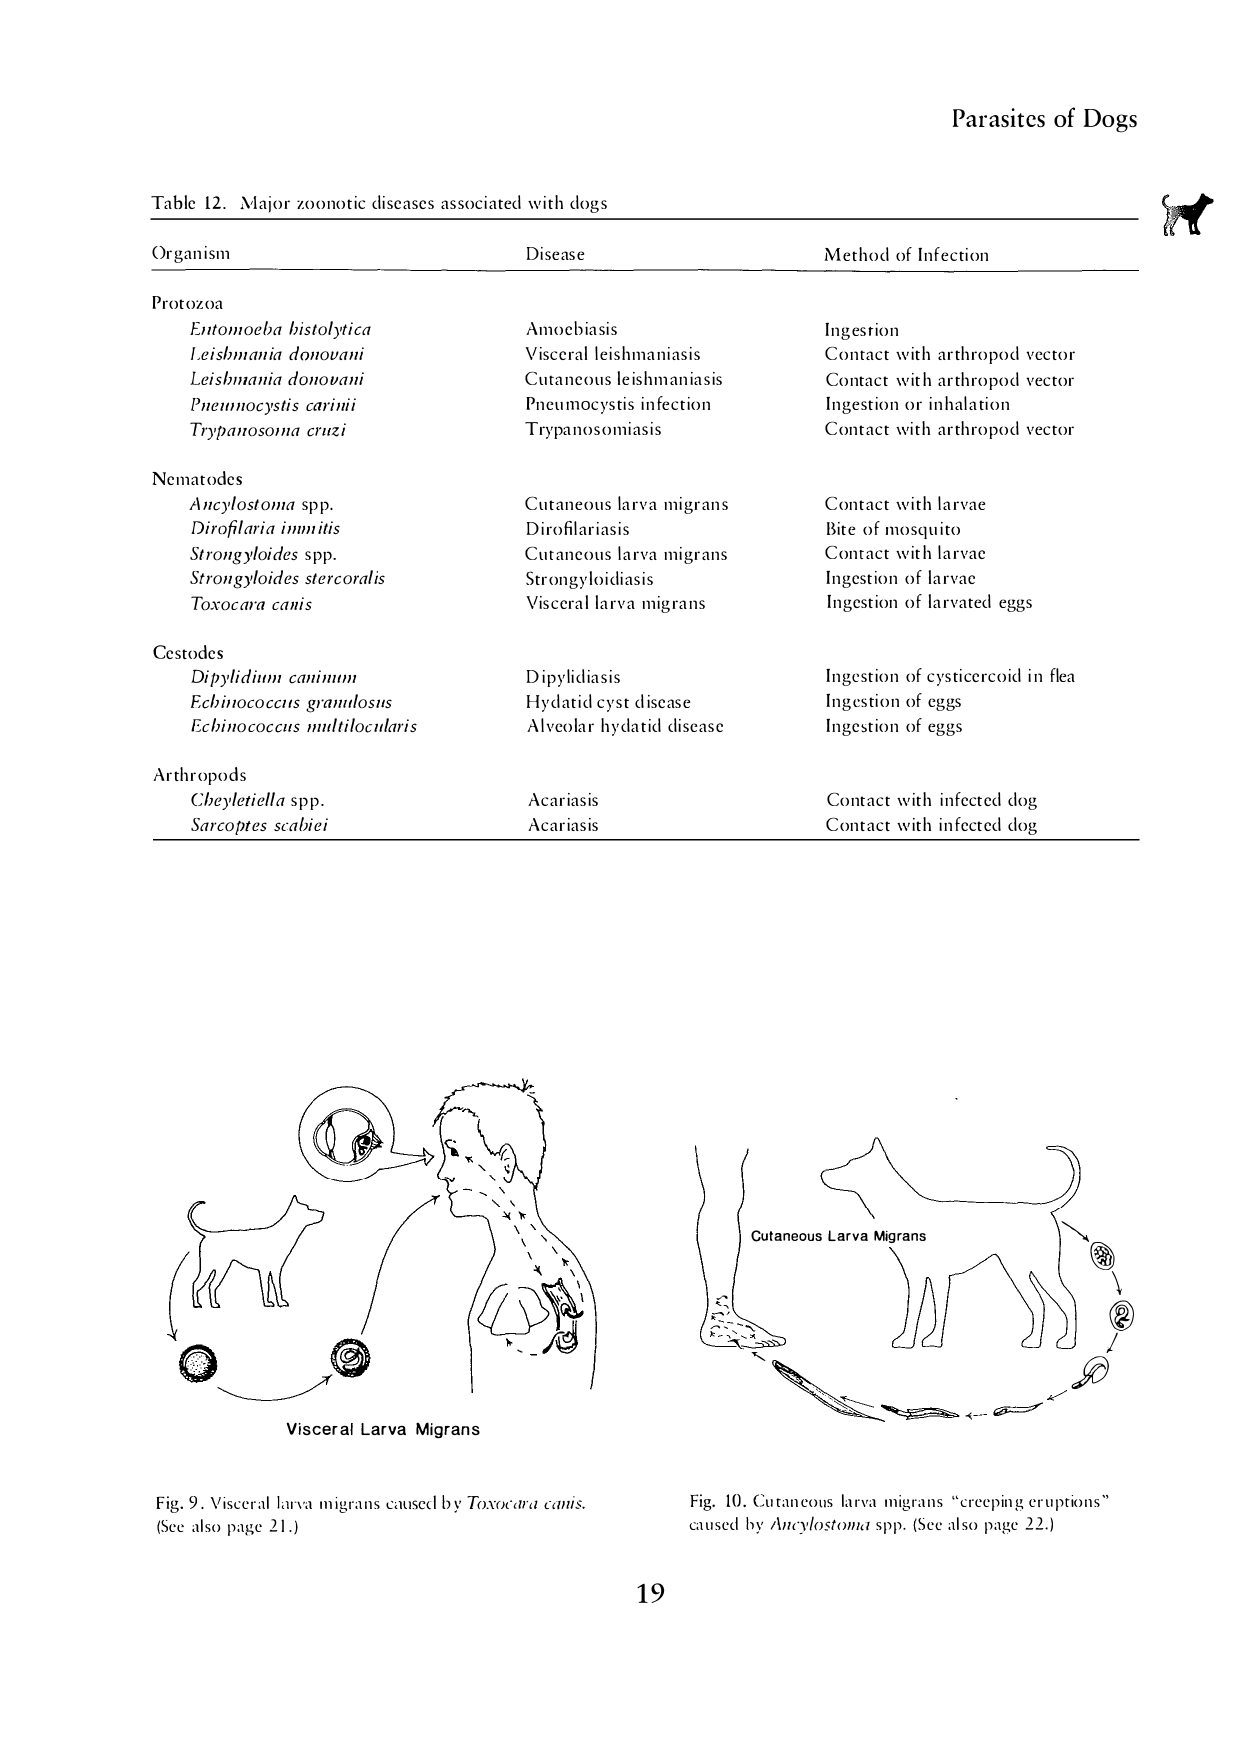 Parasites of Dogs
Table 12. Major zoonotic diseases associated with dogs
Organism Disease Method of Infection
Protozoa
Entomoeba histolytica Amoebiasis Ingestion
Leishmania donovani Visceral leishmaniasis Contact with arthropod vector
Leishmania donovani Cutaneous leishmaniasis Contact with arthropod vector
Pneumnocystis carinii Pneumocystis infection Ingestion or inhalation
Trypanosoma cruzi Trypanosomiasis Contact with arthropod vector
Nematodes
Ancylostoma spp. Cutaneous larva migrans Contact with larvae
Dirofilaria immitis Dirofilariasis Bite of mosquito
Strongyloides spp. Cutaneous larva migrans Contact with larvae
Strongyloides stercoralis Strongyloidiasis Ingestion of larvae
Toxocara canis Visceral larva migrans Ingestion of larvated eggs
Cestodes
Dipylidium caninum Dipylidiasis Ingestion of cysticercoid in flea
Echinococcus granulosus Hydatid cyst disease Ingestion of eggs
Echinococcus multilocularis Alveolar hydatid disease Ingestion of eggs
Arthropods
Cheyletiella spp. Acariasis Contact with infected dog
Sarcoptes scabiei Acariasis Contact with infected dog
Visceral Larva Migrans
Fig. 9. Visceral larva migrans caused by Toxocara canis.
(See also page 21.)
Cutaneous Larva Migrans
Fig. 10. Cutaneous larva migrans “creeping eruptions”
caused by Ancylostoma spp. (See also page 22.)
19